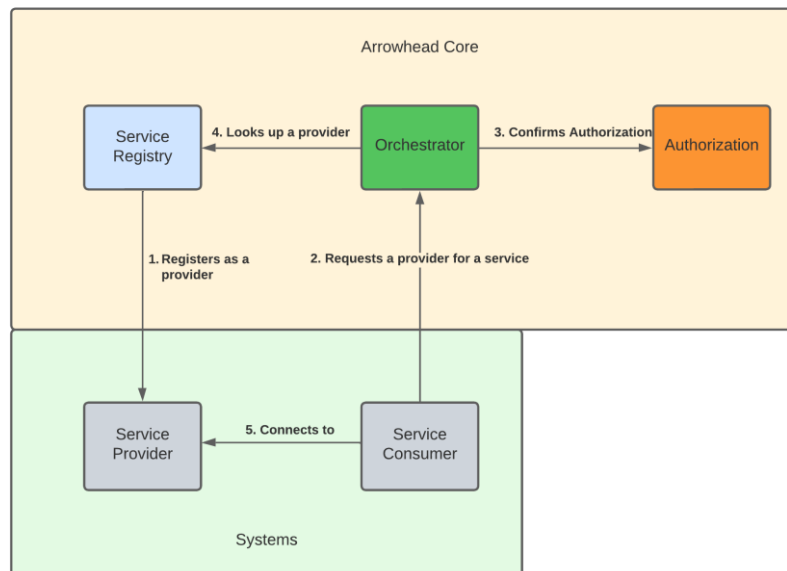 Arrowhead Core
Service
Registry
4. Looks up a provider
Orchestrator
3. Confirms Authorization
Authorization
1. Registers as a
provider
2. Requests a provider for a service
Service
Provider
5. Connects to
Service
Consumer
Systems